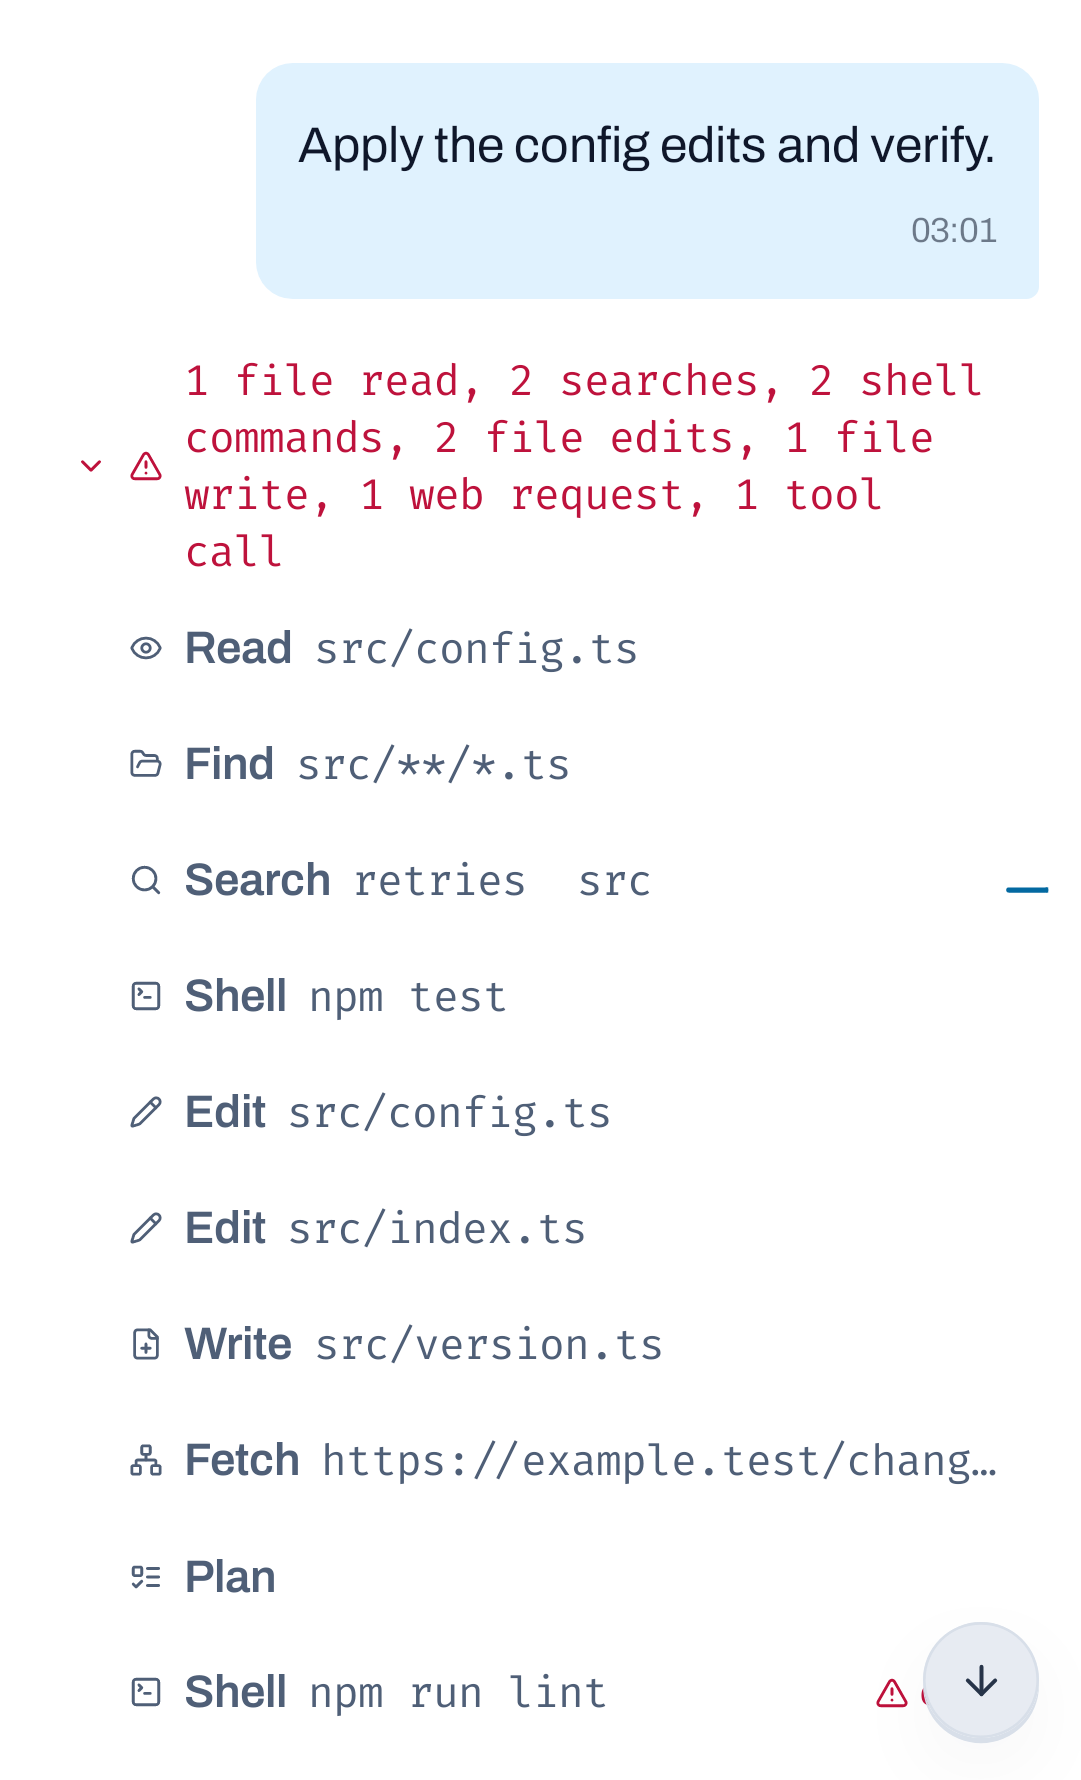 Apply the config edits and verify.
03:01
1 file read, 2 searches, 2 shell
commands, 2 file edits, 1 file
write, 1 web request, 1 tool
call
Read src/config.ts
Find src/**/*.ts
Search retries src
Shell npm test
Edit src/config.ts
Edit src/index.ts
Write src/version.ts
Fetch https://example.test/chang…
Plan
Shell npm run lint